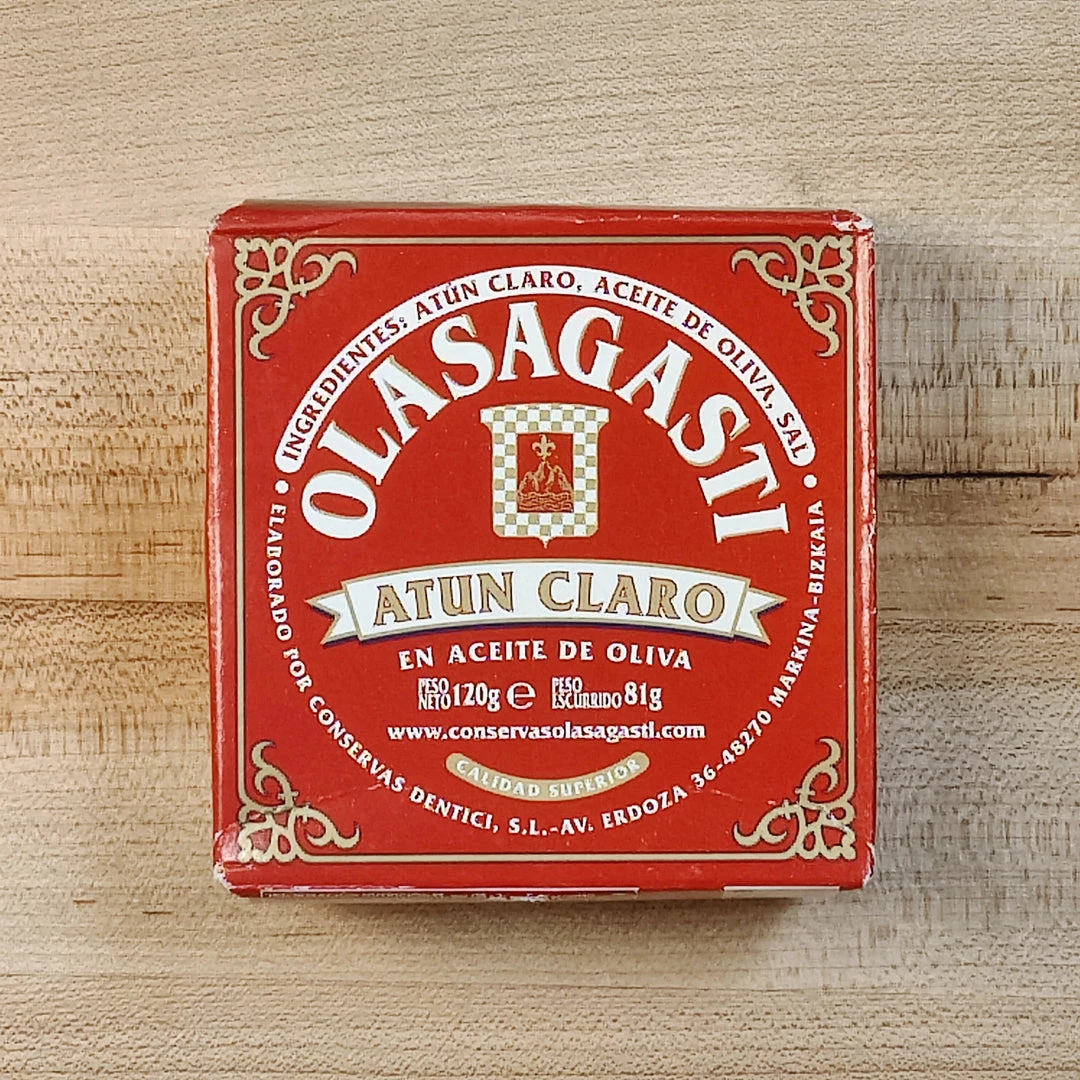 INGREDIENTES: ATÚN CLARO, ACEITE DE OLIVA, SAL
OLASAGASTI
ATUN CLARO
EN ACEITE DE OLIVA
PESO NETO 120g ℮ PESO ESCURRIDO 81g
www.conservasolasagasti.com
CALIDAD SUPERIOR
• ELABORADO POR CONSERVAS DENTICI, S.L.-AV. ERDOZA 36-48270 MARKINA-BIZKAIA •